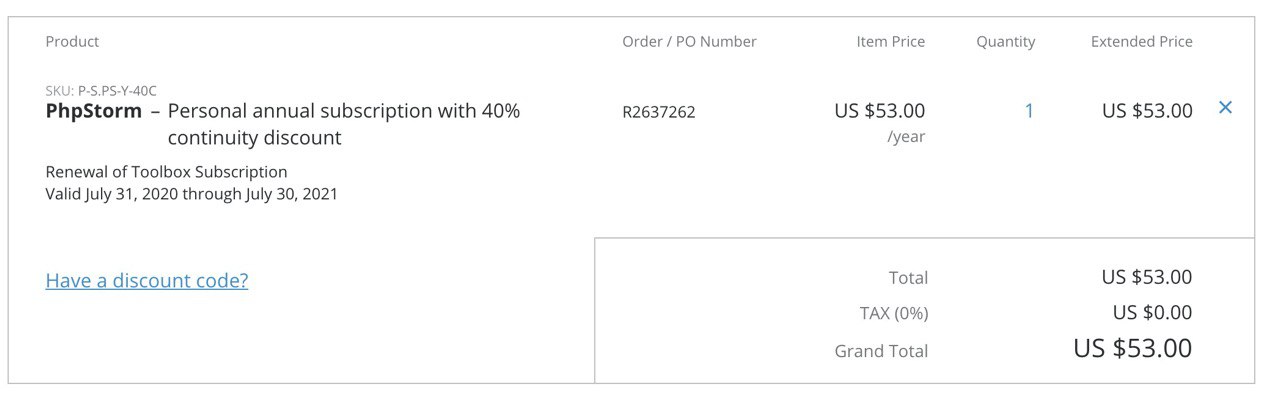 Product Order / PO Number Item Price Quantity Extended Price
SKU: P-S.PS-Y-40C
PhpStorm – Personal annual subscription with 40% R2637262 US $53.00 1 US $53.00 ×
continuity discount /year
Renewal of Toolbox Subscription
Valid July 31, 2020 through July 30, 2021
Have a discount code?
Total US $53.00
TAX (0%) US $0.00
Grand Total US $53.00